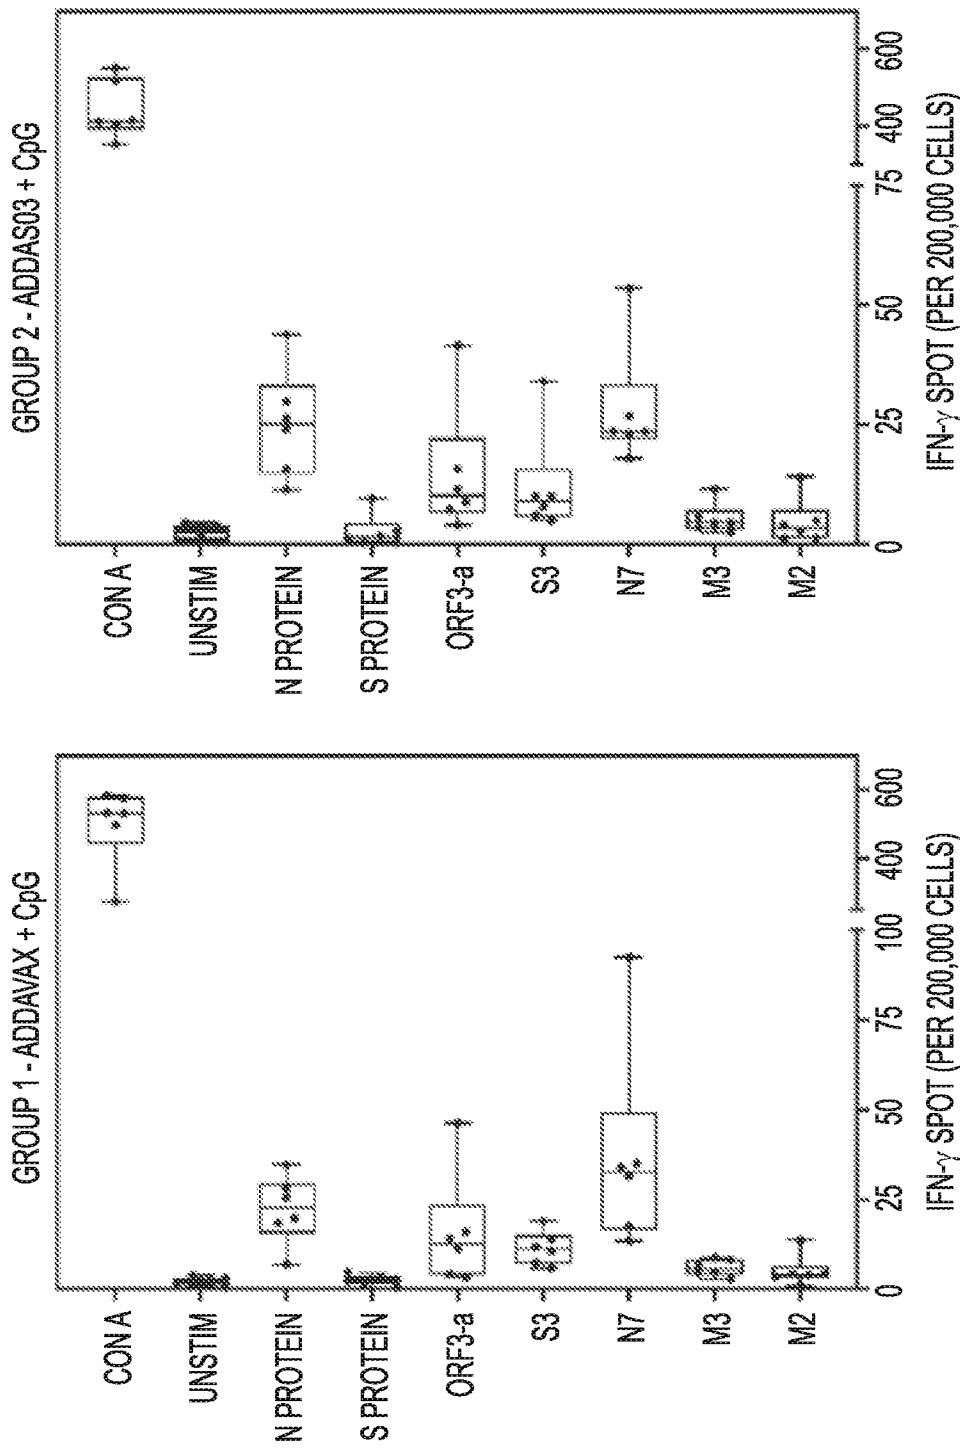 GROUP 1 - ADDAVAX + CpG
CON A
UNSTIM
N PROTEIN
S PROTEIN
ORF3-a
S3
N7
M3
M2
0
25
50
75
100
400
600
IFN-γ SPOT (PER 200,000 CELLS)
GROUP 2 - ADDAS03 + CpG
CON A
UNSTIM
N PROTEIN
S PROTEIN
ORF3-a
S3
N7
M3
M2
0
25
50
75
400
600
IFN-γ SPOT (PER 200,000 CELLS)